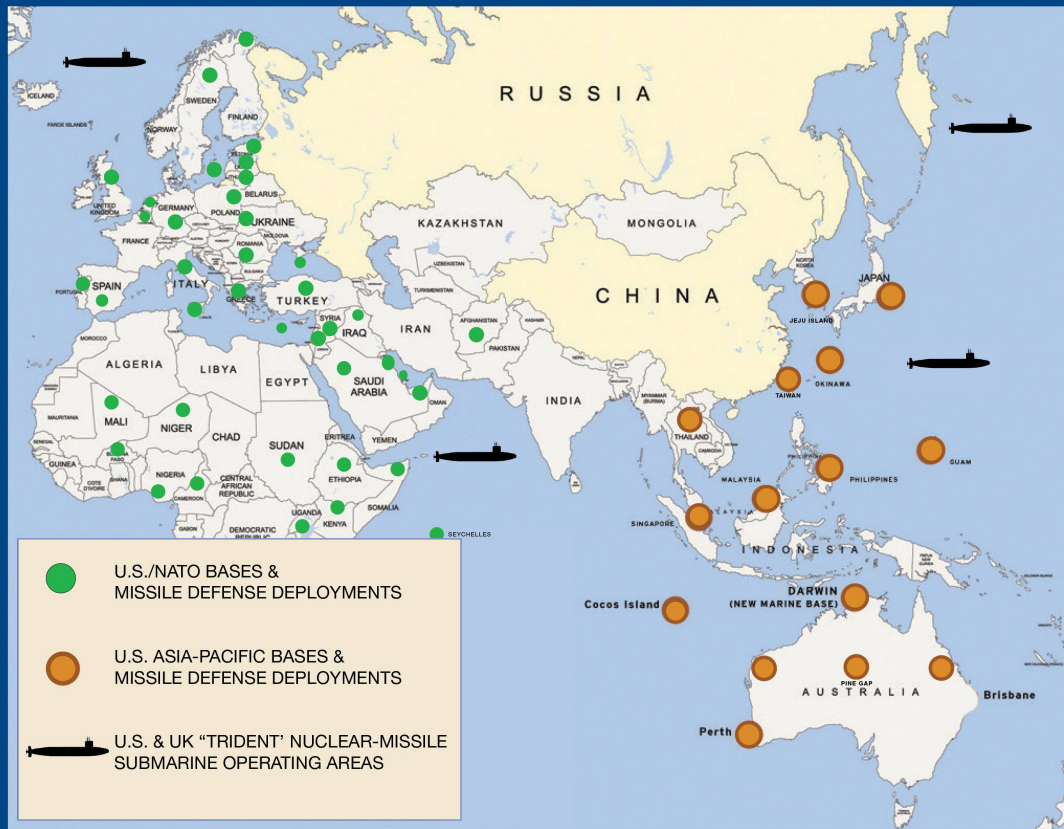 ICELAND
FAROE ISLANDS
SWEDEN
NORWAY
FINLAND
RUSSIA
UNITED
KINGDOM
GERMANY
POLAND
BELARUS
UKRAINE
MOLDOVA
FRANCE
ROMANIA
BULGARIA
PORTUGAL
SPAIN
ITALY
GREECE
TURKEY
KAZAKHSTAN
UZBEKISTAN
TURKMENISTAN
MONGOLIA
CHINA
NORTH
KOREA
JAPAN
JEJU ISLAND
OKINAWA
TAIWAN
SYRIA
IRAQ
IRAN
AFGHANISTAN
KASHMIR
PAKISTAN
NEPAL
INDIA
MYANMAR
(BURMA)
THAILAND
CAMBODIA
MOROCCO
ALGERIA
LIBYA
EGYPT
SAUDI
ARABIA
OMAN
YEMEN
MAURITANIA
MALI
NIGER
CHAD
SUDAN
ERITREA
SENEGAL
GUINEA
COTE
D'IVOIRE
GHANA
NIGERIA
CAMEROON
CENTRAL
AFRICAN
REPUBLIC
ETHIOPIA
SOMALIA
UGANDA
KENYA
GABON
DEMOCRATIC
SEYCHELLES
PHILIPPINES
GUAM
MALAYSIA
SINGAPORE
INDONESIA
PAPUA
NEW
GUINEA
SOLOMON ISLANDS
Cocos Island
DARWIN
(NEW MARINE BASE)
PINE GAP
AUSTRALIA
Brisbane
Perth
U.S./NATO BASES &
MISSILE DEFENSE DEPLOYMENTS
U.S. ASIA-PACIFIC BASES &
MISSILE DEFENSE DEPLOYMENTS
U.S. & UK “TRIDENT’ NUCLEAR-MISSILE
SUBMARINE OPERATING AREAS